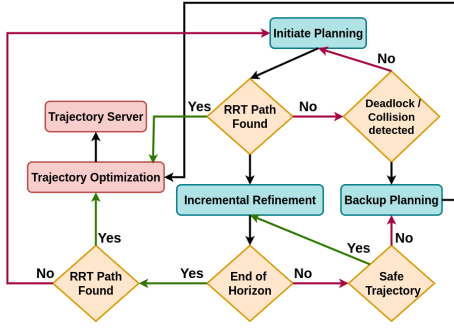 Initiate Planning
No
Yes
RRT Path
Found
No
Deadlock /
Collision
detected
Trajectory Server
Trajectory Optimization
Incremental Refinement
Backup Planning
Yes
No
Yes
No
RRT Path
Found
Yes
End of
Horizon
No
Safe
Trajectory